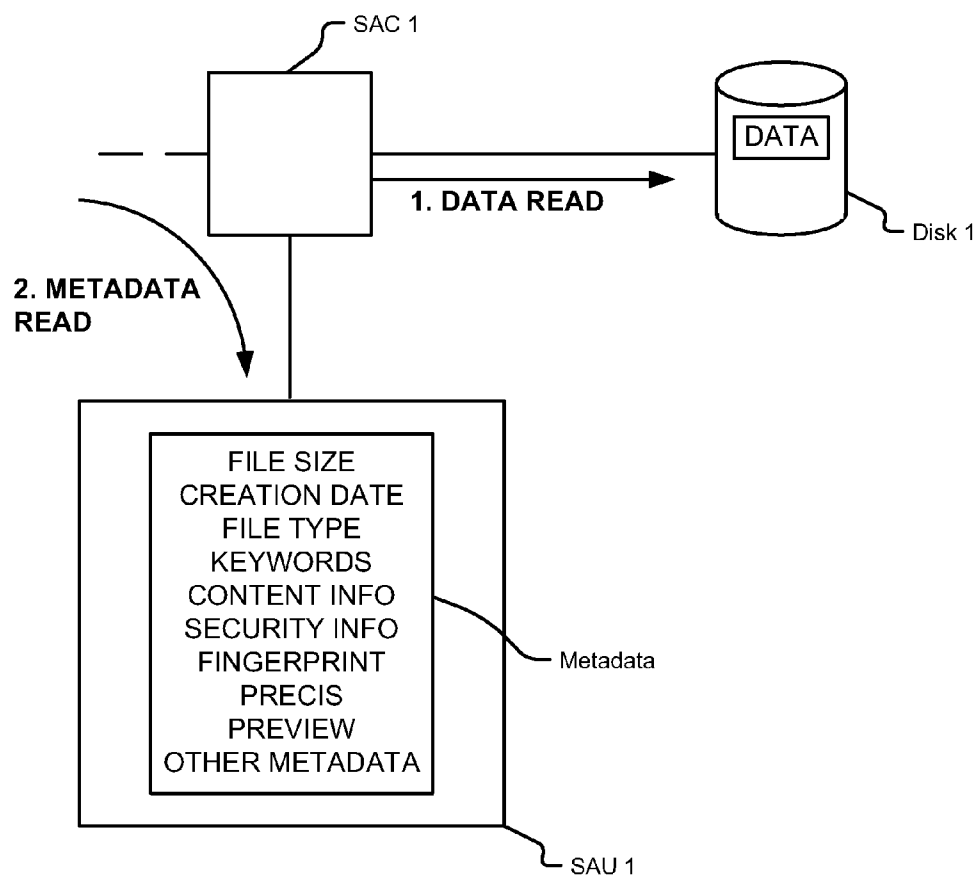 SAC 1
DATA
1. DATA READ
Disk 1
2. METADATA
READ
FILE SIZE
CREATION DATE
FILE TYPE
KEYWORDS
CONTENT INFO
SECURITY INFO
FINGERPRINT
PRECIS
PREVIEW
OTHER METADATA
Metadata
SAU 1